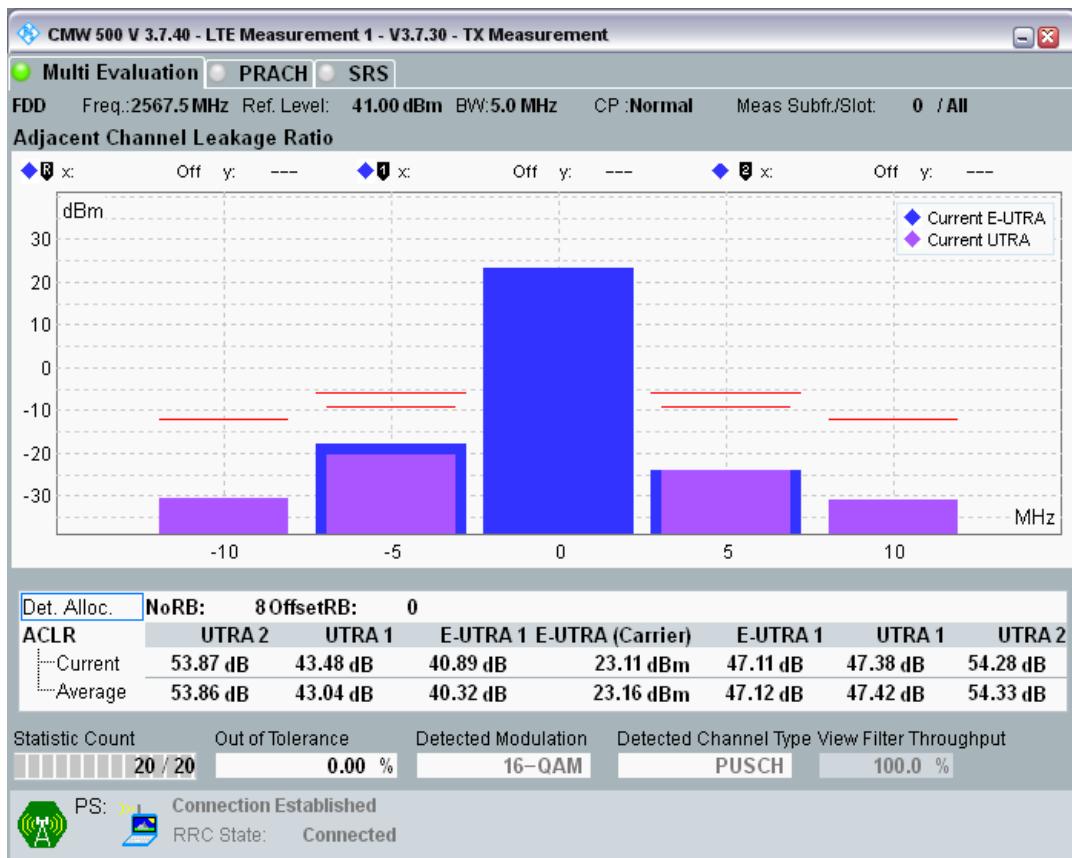 CMW 500 V 3.7.40 - LTE Measurement 1 - V3.7.30 - TX Measurement
Multi Evaluation PRACH SRS
FDD Freq.:2567.5 MHz Ref. Level: 41.00 dBm BW:5.0 MHz CP :Normal Meas Subfr./Slot: 0 / All
Adjacent Channel Leakage Ratio
R x: Off y: --- 1 x: Off y: --- 2 x: Off y: ---
dBm
Current E-UTRA
Current UTRA
30
20
10
0
-10
-20
-30
MHz
-10 -5 0 5 10
Det. Alloc. NoRB: 8 OffsetRB: 0
ACLR UTRA 2 UTRA 1 E-UTRA 1 E-UTRA (Carrier) E-UTRA 1 UTRA 1 UTRA 2
Current 53.87 dB 43.48 dB 40.89 dB 23.11 dBm 47.11 dB 47.38 dB 54.28 dB
Average 53.86 dB 43.04 dB 40.32 dB 23.16 dBm 47.12 dB 47.42 dB 54.33 dB
Statistic Count Out of Tolerance Detected Modulation Detected Channel Type View Filter Throughput
20 / 20 0.00 % 16-QAM PUSCH 100.0 %
PS: Connection Established
RRC State: Connected